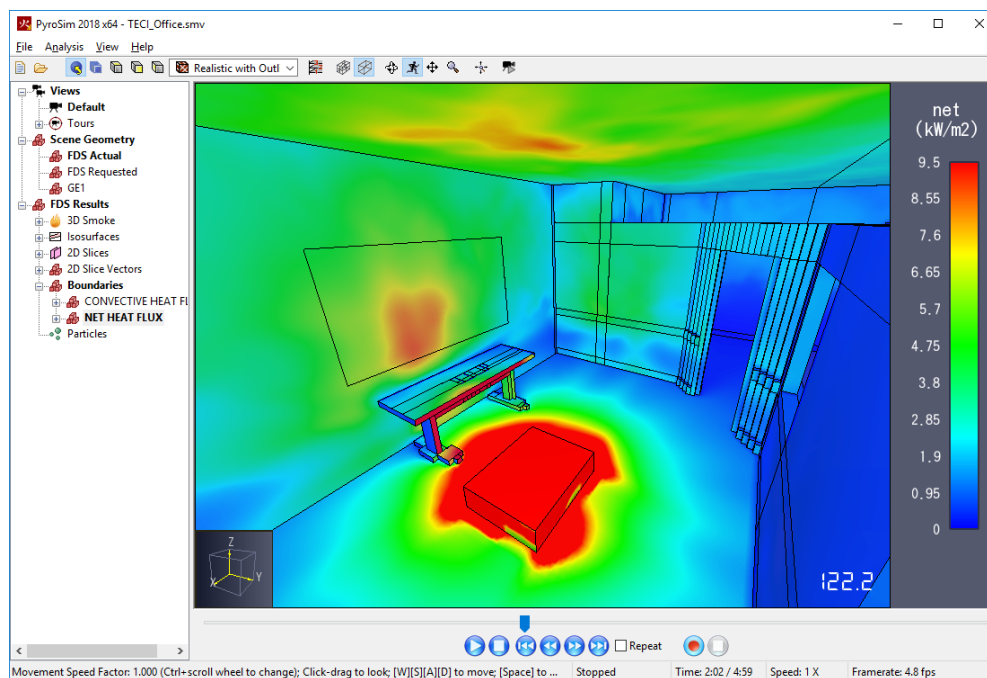 PyroSim 2018 x64 - TECI_Office.smv
File Analysis View Help
Realistic with Outl
Views
Default
Tours
Scene Geometry
FDS Actual
FDS Requested
GE1
FDS Results
3D Smoke
Isosurfaces
2D Slices
2D Slice Vectors
Boundaries
CONVECTIVE HEAT FL
NET HEAT FLUX
Particles
net
(kW/m2)
9.5
8.55
7.6
6.65
5.7
4.75
3.8
2.85
1.9
0.95
0
Z
X Y
122.2
Repeat
Movement Speed Factor: 1.000 (Ctrl+scroll wheel to change); Click-drag to look; [W][S][A][D] to move; [Space] to ... Stopped Time: 2:02 / 4:59 Speed: 1 X Framerate: 4.8 fps